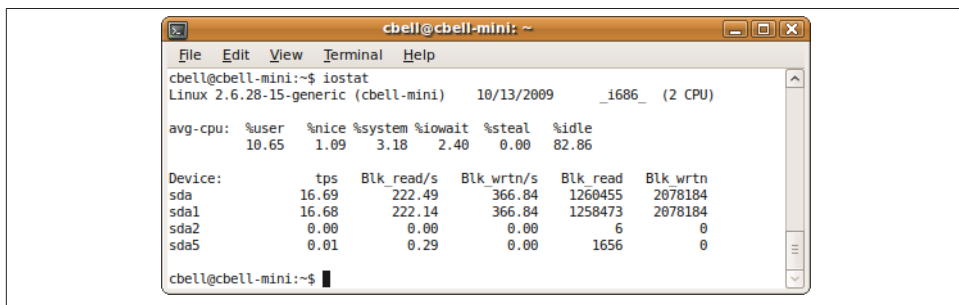 cbell@cbell-mini: ~
File Edit View Terminal Help
cbell@cbell-mini:~$ iostat
Linux 2.6.28-15-generic (cbell-mini) 10/13/2009 _i686_ (2 CPU)
avg-cpu: %user %nice %system %iowait %steal %idle
10.65 1.09 3.18 2.40 0.00 82.86
Device: tps Blk_read/s Blk_wrtn/s Blk_read Blk_wrtn
sda 16.69 222.49 366.84 1260455 2078184
sda1 16.68 222.14 366.84 1258473 2078184
sda2 0.00 0.00 0.00 6 0
sda5 0.01 0.29 0.00 1656 0
cbell@cbell-mini:~$